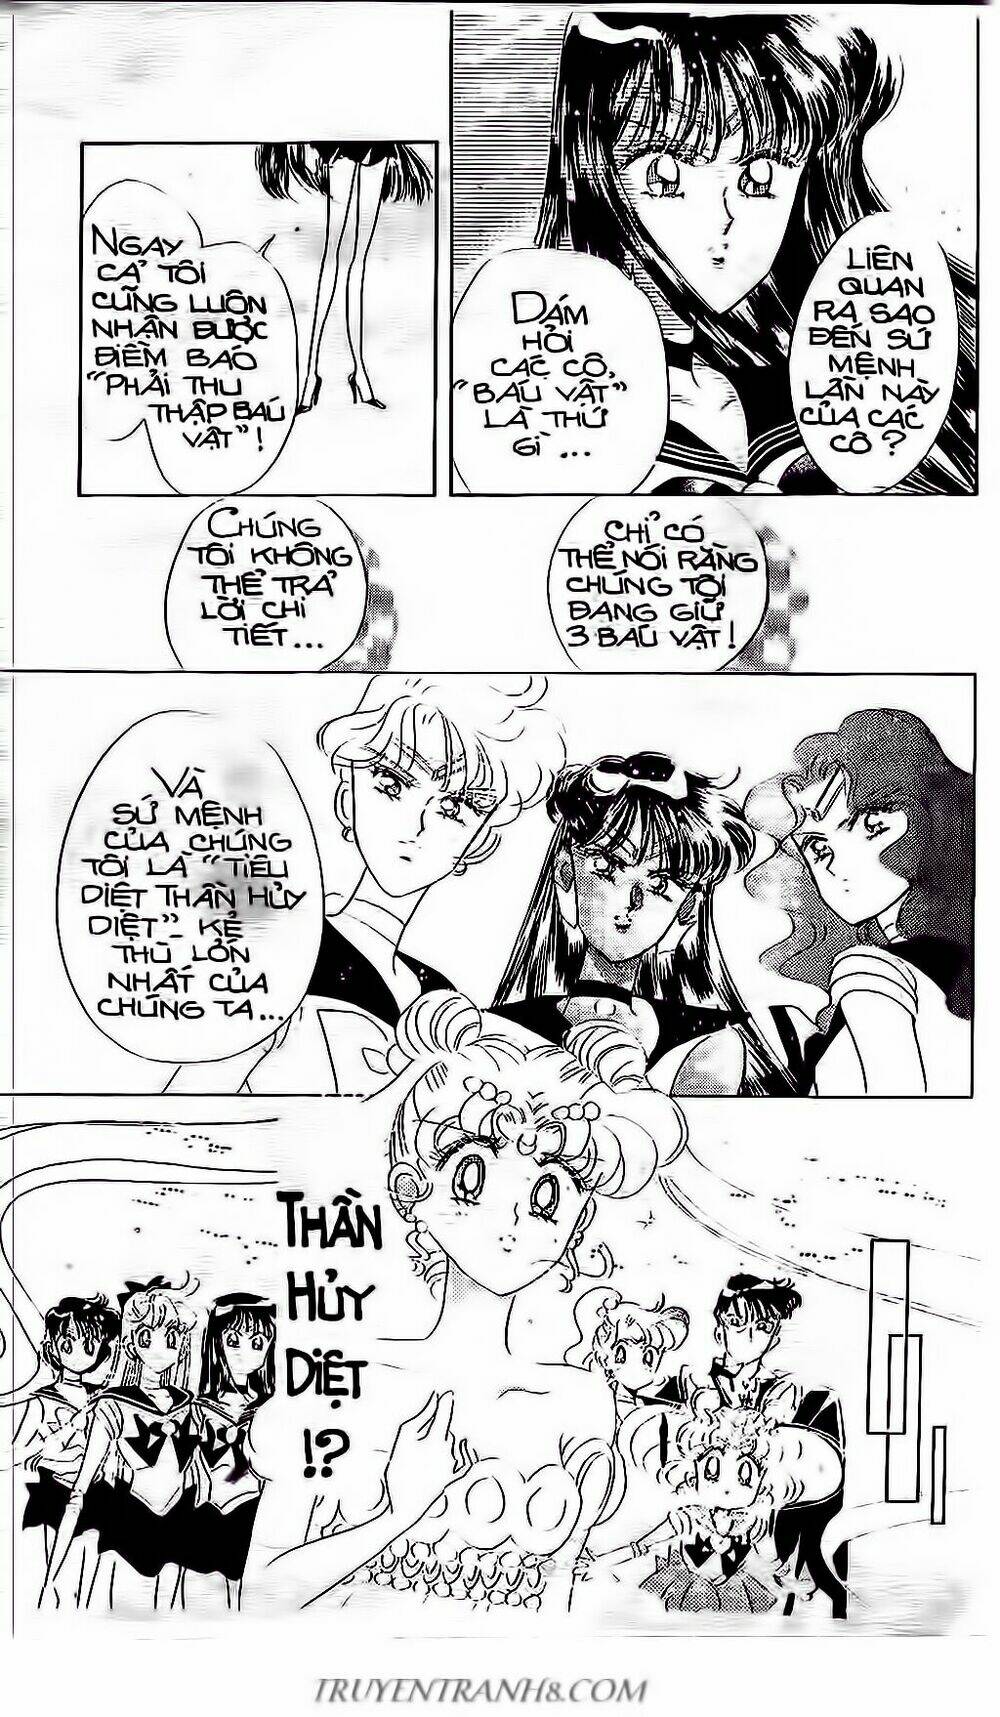 LIÊN
QUAN
RA SAO
ĐẾN SỨ
MỆNH
LẦN NÀY
CỦA CÁC
CÔ?
DÁM
HỎI
CÁC CÔ,
"BÁU VẬT"
LÀ THỨ
GÌ...
NGAY
CẢ TÔI
CŨNG LUÔN
NHẬN ĐƯỢC
ĐIỀM BÁO
"PHẢI THU
THẬP BÁU
VẬT"!
CHỈ CÓ
THỂ NÓI RẰNG
CHÚNG TÔI
ĐANG GIỮ
3 BÁU VẬT!
CHÚNG
TÔI KHÔNG
THỂ TRẢ
LỜI CHI
TIẾT...
VÀ
SỨ MỆNH
CỦA CHÚNG
TÔI LÀ "TIÊU
DIỆT THẦN HỦY
DIỆT"_ KẺ
THÙ LỚN
NHẤT CỦA
CHÚNG TA...
THẦN
HỦY
DIỆT
!?
TRUYENTRANH8.COM